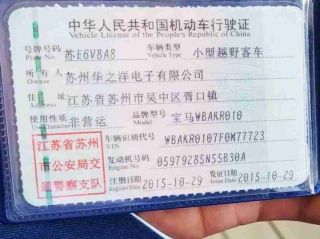 中华人民共和国机动车行驶证
Vehicle License of the People's Republic of China
号牌号码 苏E6V8A8 车辆类型 小型越野客车
Plate No. Vehicle Type
所有人 苏州华之洋电子有限公司
Owner
住址 江苏省苏州市吴中区胥口镇
Address
使用性质 非营运 品牌型号 宝马WBAKR010
Use Character Model
江苏省苏州市公安局交通警察支队
车辆识别代号 WBAKR0107F0M77723
VIN
发动机号码 05979285N55B30A
Engine No.
注册日期 2015-10-29 发证日期 2015-10-29
Register Date Issue Date